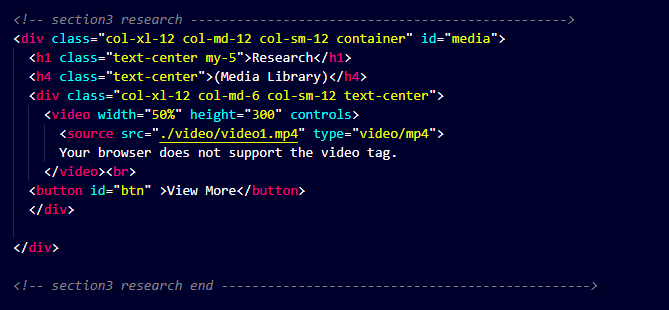 <!-- section3 research -------------------------------------------------->
<div class="col-xl-12 col-md-12 col-sm-12 container" id="media">
<h1 class="text-center my-5">Research</h1>
<h4 class="text-center">(Media Library)</h4>
<div class="col-xl-12 col-md-6 col-sm-12 text-center">
<video width="50%" height="300" controls>
<source src="./video/video1.mp4" type="video/mp4">
Your browser does not support the video tag.
</video><br>
<button id="btn" >View More</button>
</div>
</div>
<!-- section3 research end ------------------------------------------------->